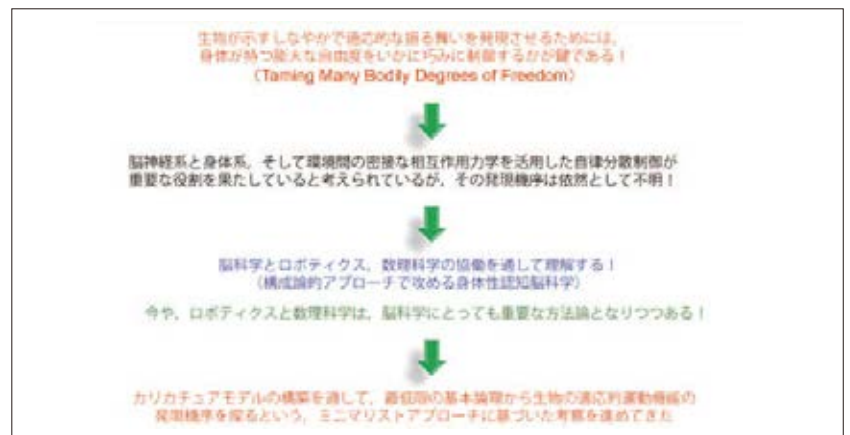 生物が示すしなやかで適応的な振る舞いを発現させるためには，
身体が持つ膨大な自由度をいかに巧みに制御するかが鍵である！
（Taming Many Bodily Degrees of Freedom）
脳神経系と身体系，そして環境間の密接な相互作用力学を活用した自律分散制御が
重要な役割を果たしていると考えられているが，その発現機序は依然として不明！
脳科学とロボティクス，数理科学の協働を通して理解する！
（構成論的アプローチで攻める身体性認知脳科学）
今や，ロボティクスと数理科学は，脳科学にとっても重要な方法論となりつつある！
カリカチュアモデルの構築を通して，最低限の基本論理から生物の適応的運動機能の
発現機序を探るという，ミニマリストアプローチに基づいた考察を進めてきた